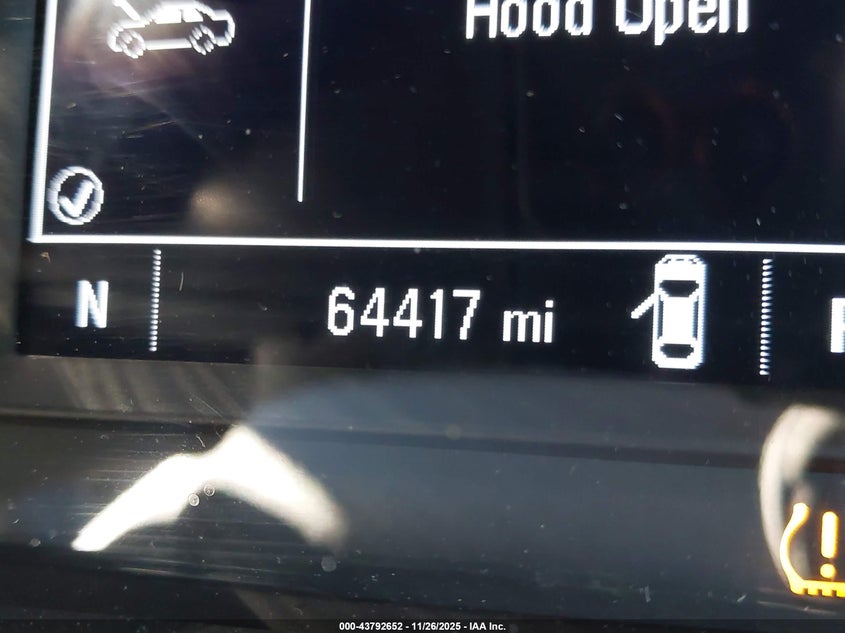 Hood Open
N 64417 mi
000-43792652 - 11/26/2025 - IAA Inc.